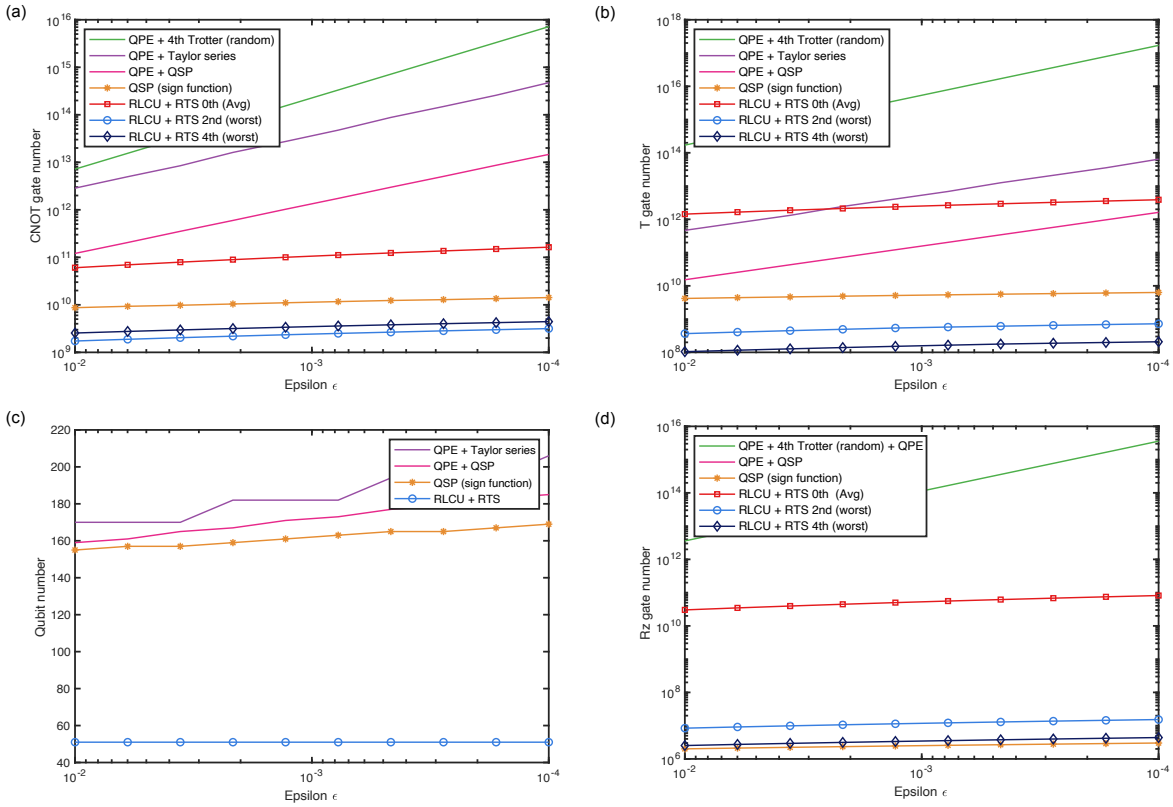 (a)
10^16
10^15
10^14
10^13
10^12
10^11
10^10
10^9
CNOT gate number
QPE + 4th Trotter (random)
QPE + Taylor series
QPE + QSP
QSP (sign function)
RLCU + RTS 0th (Avg)
RLCU + RTS 2nd (worst)
RLCU + RTS 4th (worst)
10^-2
10^-3
10^-4
Epsilon ϵ
(b)
10^18
10^16
10^14
10^12
10^10
10^8
T gate number
QPE + 4th Trotter (random)
QPE + Taylor series
QPE + QSP
QSP (sign function)
RLCU + RTS 0th (Avg)
RLCU + RTS 2nd (worst)
RLCU + RTS 4th (worst)
10^-2
10^-3
10^-4
Epsilon ϵ
(c)
220
200
180
160
140
120
100
80
60
40
Qubit number
QPE + Taylor series
QPE + QSP
QSP (sign function)
RLCU + RTS
10^-2
10^-3
10^-4
Epsilon ϵ
(d)
10^16
10^14
10^12
10^10
10^8
10^6
Rz gate number
QPE + 4th Trotter (random) + QPE
QPE + QSP
QSP (sign function)
RLCU + RTS 0th (Avg)
RLCU + RTS 2nd (worst)
RLCU + RTS 4th (worst)
10^-2
10^-3
10^-4
Epsilon ϵ